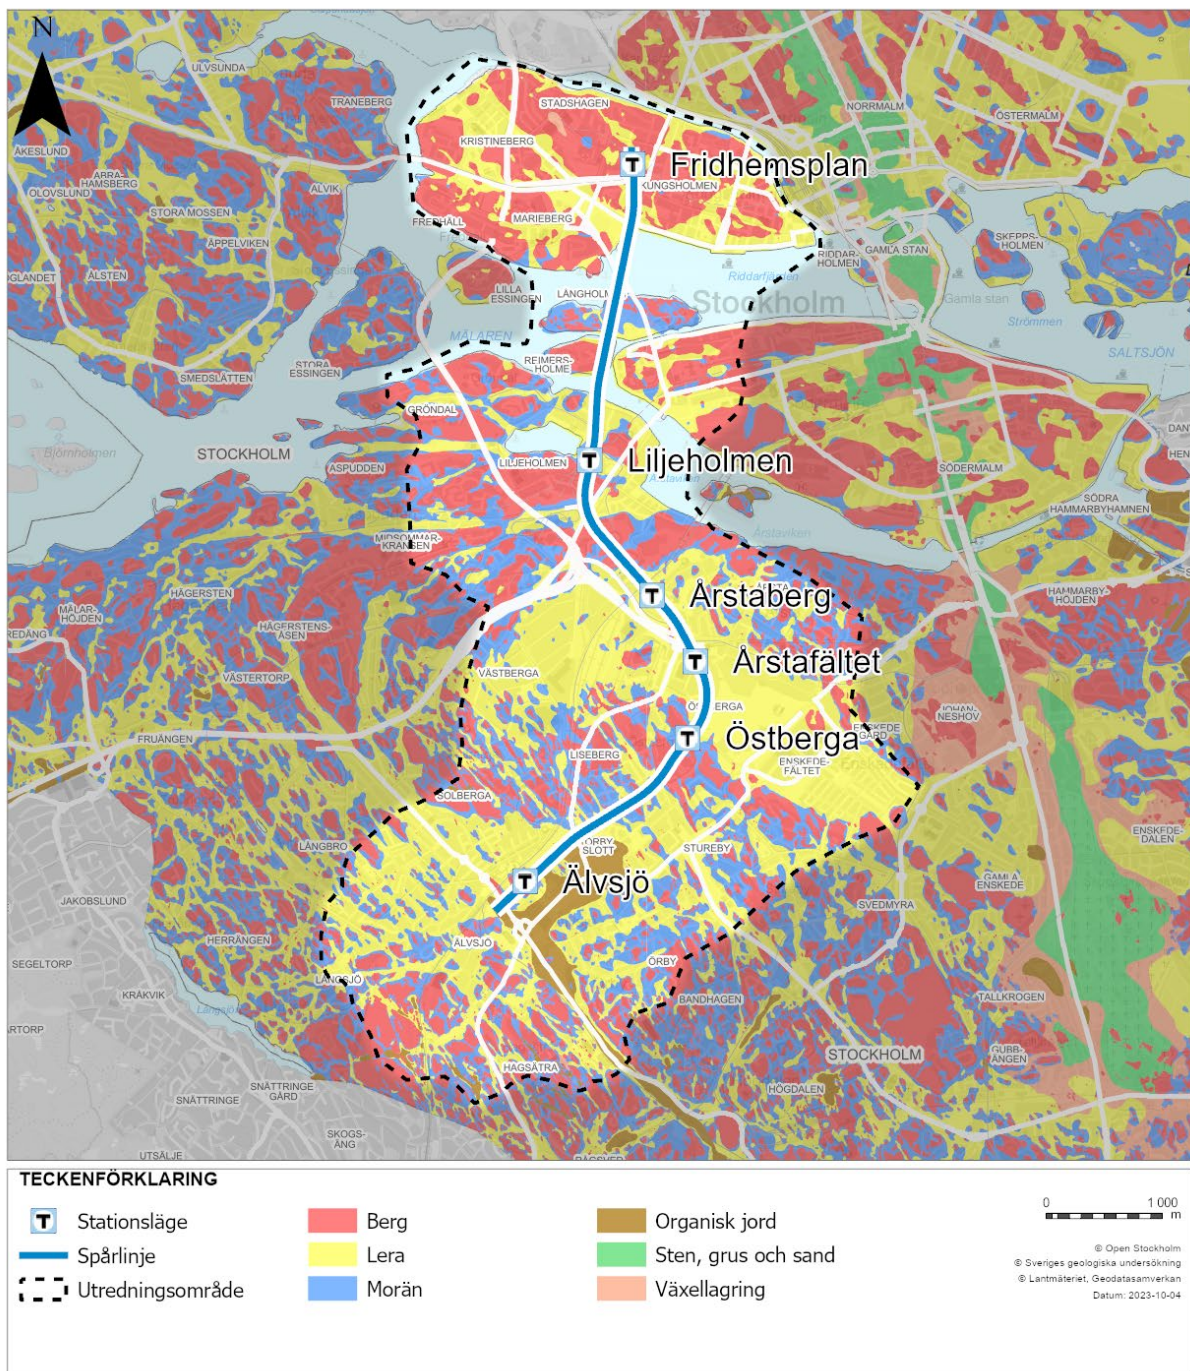 N
ULVSUNDA
TRANEBERG
STADSHAGEN
NORRMALM
ÖSTERMALM
KRISTINEBERG
ÅKESLUND
ABRA-
HAMSBERG
OLOVSLUND
ALVIK
Fridhemsplan
KUNGSHOLMEN
STORA MOSSEN
FREDHÄLL
MARIEBERG
ÄPPELVIKEN
GAMLA STAN
SKEPPS-
HOLMEN
RIDDAR-
HOLMEN
ÅLSTEN
Riddarfjärden
LILLA
ESSINGEN
LÅNGHOLM
Stockholm
Gamla stan
Strömmen
MÄLAREN
SALTSJÖN
REIMERS-
HOLME
STORA
ESSINGEN
SMEDSLÄTTEN
GRÖNDAL
Björnholmen
STOCKHOLM
ASPUDDEN
LILJEHOLMEN
Liljeholmen
SÖDERMALM
SÖDRA
HAMMARBYHAMNEN
Årstaviken
MIDSOMMAR-
KRANSEN
HÄGERSTEN
HAMMARBY-
HÖJDEN
Årstaberg
MÄLAR-
HÖJDEN
HÄGERSTENS-
ÅSEN
VÄSTERTORP
VÄSTBERGA
Årstafältet
JOHAN-
NESHOV
FRUÄNGEN
LISEBERG
Östberga
ENSKEDE
GÅRD
ENSKEDE-
FÄLTET
SOLBERGA
ENSKEDE-
DALEN
LÅNGBRO
ÖRBY
SLOTT
STUREBY
GAMLA
ENSKEDE
JAKOBSLUND
Älvsjö
SVEDMYRA
HERRÄNGEN
ÄLVSJÖ
SEGELTORP
ÖRBY
LÅNGSJÖ
KRÅKVIK
BANDHAGEN
TALLKROGEN
STOCKHOLM
GUBB-
ÄNGEN
HAGSÄTRA
SNÄTTRINGE
GÅRD
SNÄTTRINGE
HÖGDALEN
SKOGS-
ÄNG
UTSÄLJE
TECKENFÖRKLARING
Stationsläge
Spårlinje
Utredningsområde
Berg
Lera
Morän
Organisk jord
Sten, grus och sand
Växellagring
0 1 000
m
© Open Stockholm
© Sveriges geologiska undersökning
© Lantmäteriet, Geodatasamverkan
Datum: 2023-10-04